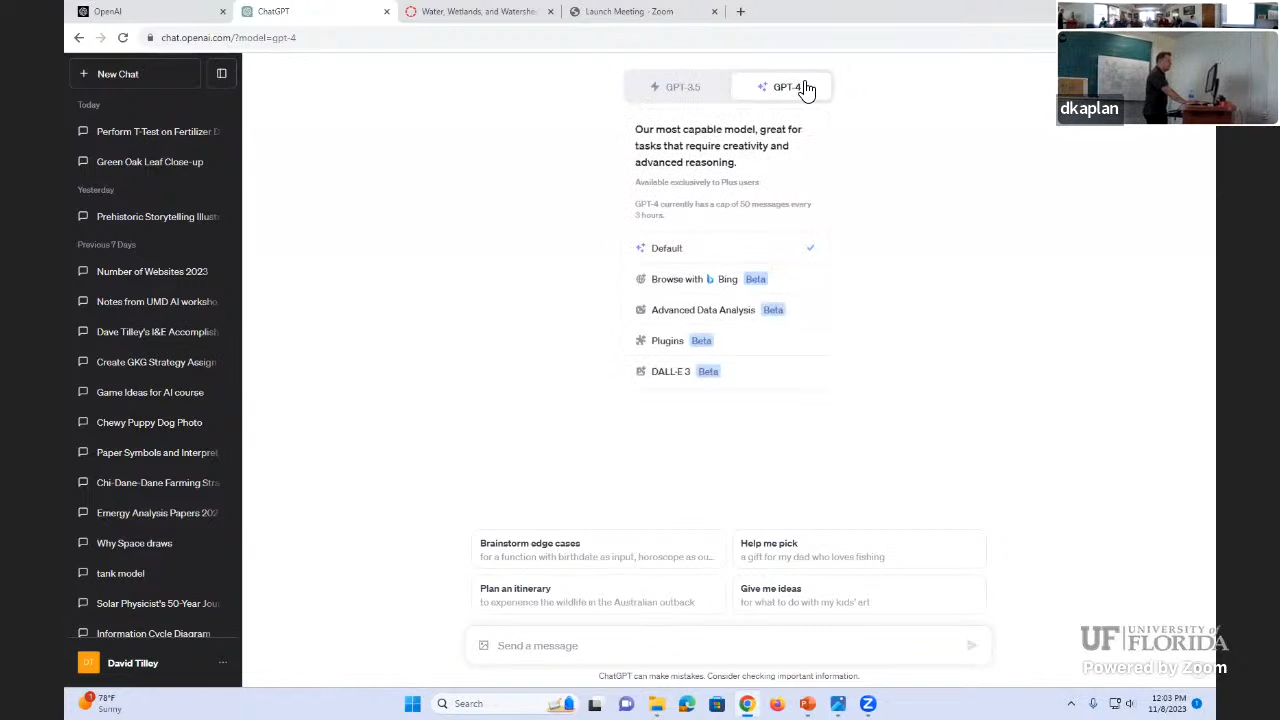 OpenAI
ChatGPT
Water, Wetlands, and Watershe
Launch Meeting - Zoom
chat.openai.com/?model=gpt-4
New Chat
Today
Perform T-Test on Fertilizer D
Green Oak Leaf Close-up
Yesterday
Prehistoric Storytelling Illust
Previous 7 Days
Number of Websites 2023
Notes from UMD AI worksho
Dave Tilley's I&E Accomplish
Create GKG Strategy Assign
Game Ideas for AI course
Chewy Puppy Dog Photo
Paper Symbols and Interpret
Chi-Dane-Dane Farming Stra
Emergy Analysis Papers 202
Why Space draws
tank model
Solar Physicist's 50-Year Jou
Information Cycle Diagram
DT
David Tilley
GPT-3.5
GPT-4
Our most capable model, great for
tasks that require creativity and
advanced reasoning.
Available exclusively to Plus users
GPT-4 currently has a cap of 50 messages every
3 hours.
Default
Browse with Bing Beta
Advanced Data Analysis Beta
Plugins Beta
DALL·E 3 Beta
Brainstorm edge cases
for a function with birthdate as input, horoscope as ou...
Help me pick
a gift for my dad who loves fishing
Plan an itinerary
to experience the wildlife in the Australian outback
Give me ideas
for what to do with my kids' art
Send a message
ChatGPT can make mistakes. Consider checking important information.
dkaplan
UF UNIVERSITY of
FLORIDA
Powered by Zoom
1
78°F
Sunny
Search
12:03 PM
11/8/2023
1